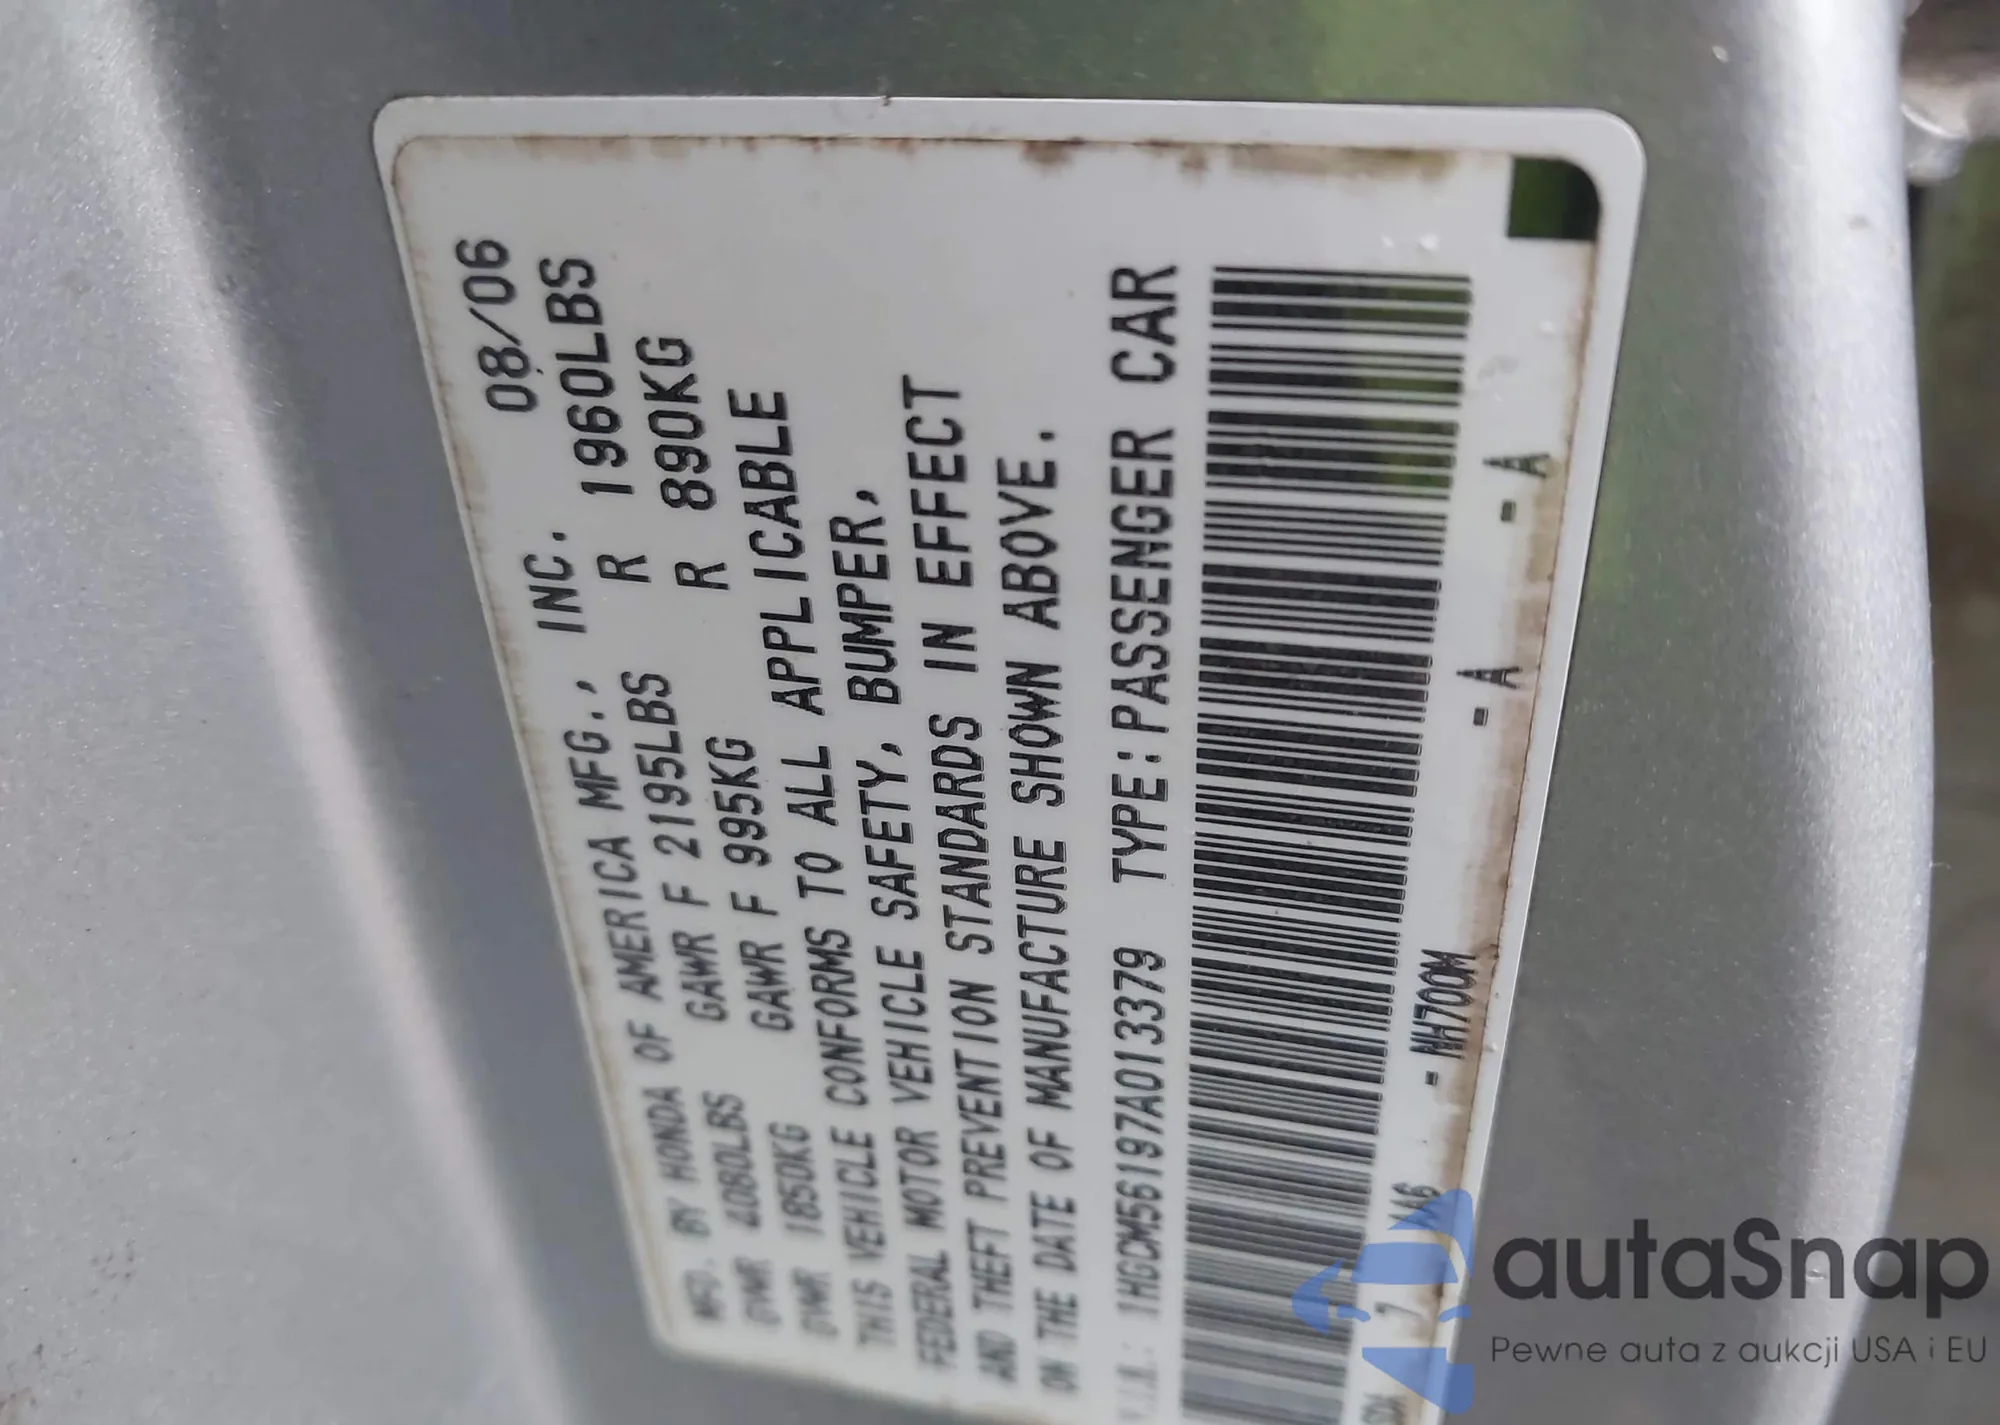 MFD. BY HONDA OF AMERICA MFG., INC. 08/06
GVWR 4080LBS GAWR F 2195LBS R 1960LBS
GVWR 1850KG GAWR F 995KG R 890KG
THIS VEHICLE CONFORMS TO ALL APPLICABLE
FEDERAL MOTOR VEHICLE SAFETY, BUMPER,
AND THEFT PREVENTION STANDARDS IN EFFECT
ON THE DATE OF MANUFACTURE SHOWN ABOVE.
V.I.N.: 1HGCM56197A013379 TYPE:PASSENGER CAR
SDA 7 - NH700M - A - A
autaSnap
Pewne auta z aukcji USA i EU